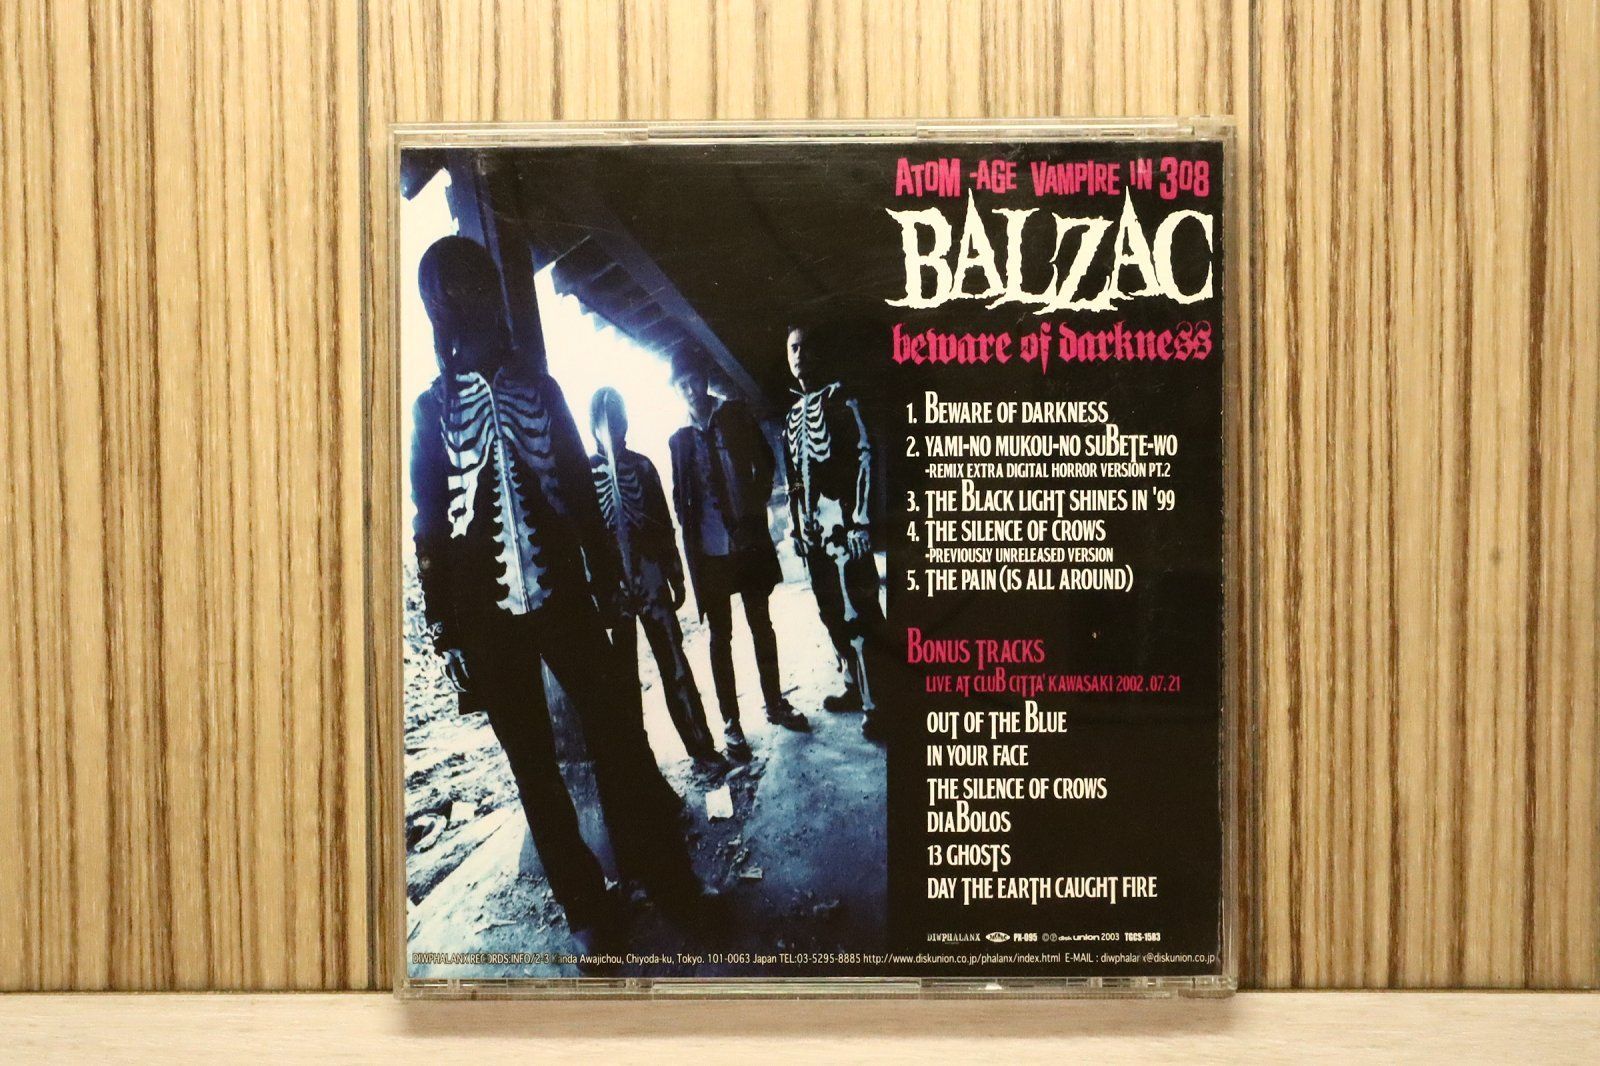 ATOM-AGE VAMPIRE IN 308
BALZAC
beware of darkness
1. BEWARE OF DARKNESS
2. YAMI-NO MUKOU-NO SUBETE-WO
-REMIX EXTRA DIGITAL HORROR VERSION PT.2
3. THE BLACK LIGHT SHINES IN '99
4. THE SILENCE OF CROWS
-PREVIOUSLY UNRELEASED VERSION
5. THE PAIN (IS ALL AROUND)
BONUS TRACKS
LIVE AT CLUB CITTA' KAWASAKI 2002.07.21
OUT OF THE BLUE
IN YOUR FACE
THE SILENCE OF CROWS
DIABOLOS
13 GHOSTS
DAY THE EARTH CAUGHT FIRE
DIWPHALANX PX-095 ©℗ disk union 2003 TGCS-1583
DIWPHALANX RECORDS:INFO/2-3 Kanda Awajichou, Chiyoda-ku, Tokyo. 101-0063 Japan TEL:03-5295-8885 http://www.diskunion.co.jp/phalanx/index.html E-MAIL : diwphalanx@diskunion.co.jp